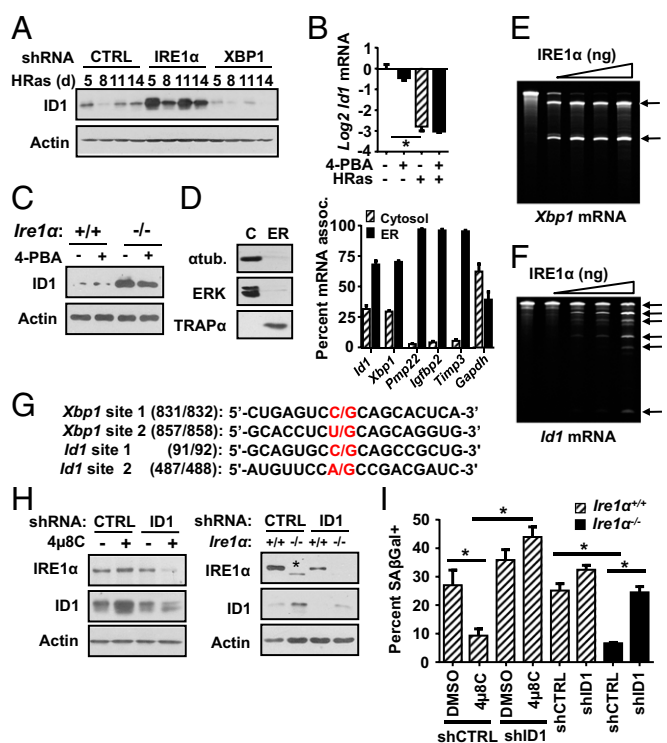 A
shRNA CTRL IRE1α XBP1
HRas (d) 5 8 11 14 5 8 11 14 5 8 11 14
ID1
Actin
B
Log2 Id1 mRNA
0
-1
-2
-3
-4
*
4-PBA - + - +
HRas - - + +
C
Ire1α: +/+ -/-
4-PBA - + - +
ID1
Actin
D
C ER
αtub.
ERK
TRAPα
Percent mRNA assoc.
100
75
50
25
0
Cytosol
ER
Id1
Xbp1
Pmp22
Igfbp2
Timp3
Gapdh
E
IRE1α (ng)
Xbp1 mRNA
F
IRE1α (ng)
Id1 mRNA
G
Xbp1 site 1 (831/832): 5'-CUGAGUCC/GCAGCACUCA-3'
Xbp1 site 2 (857/858): 5'-GCACCUCU/GCAGCAGGUG-3'
Id1 site 1 (91/92): 5'-GCAGUGCC/GCAGCCGCUG-3'
Id1 site 2 (487/488): 5'-AUGUUCCA/GCCGACGAUC-3'
H
shRNA: CTRL ID1
4µ8C - + - +
IRE1α
ID1
Actin
shRNA: CTRL ID1
Ire1α: +/+ -/- +/+ -/-
IRE1α *
ID1
Actin
I
Ire1α+/+
Ire1α-/-
Percent SAβGal+
50
40
30
20
10
0
* * * *
DMSO
4µ8C
DMSO
4µ8C
shCTRL
shID1
shCTRL
shID1
shCTRL shID1